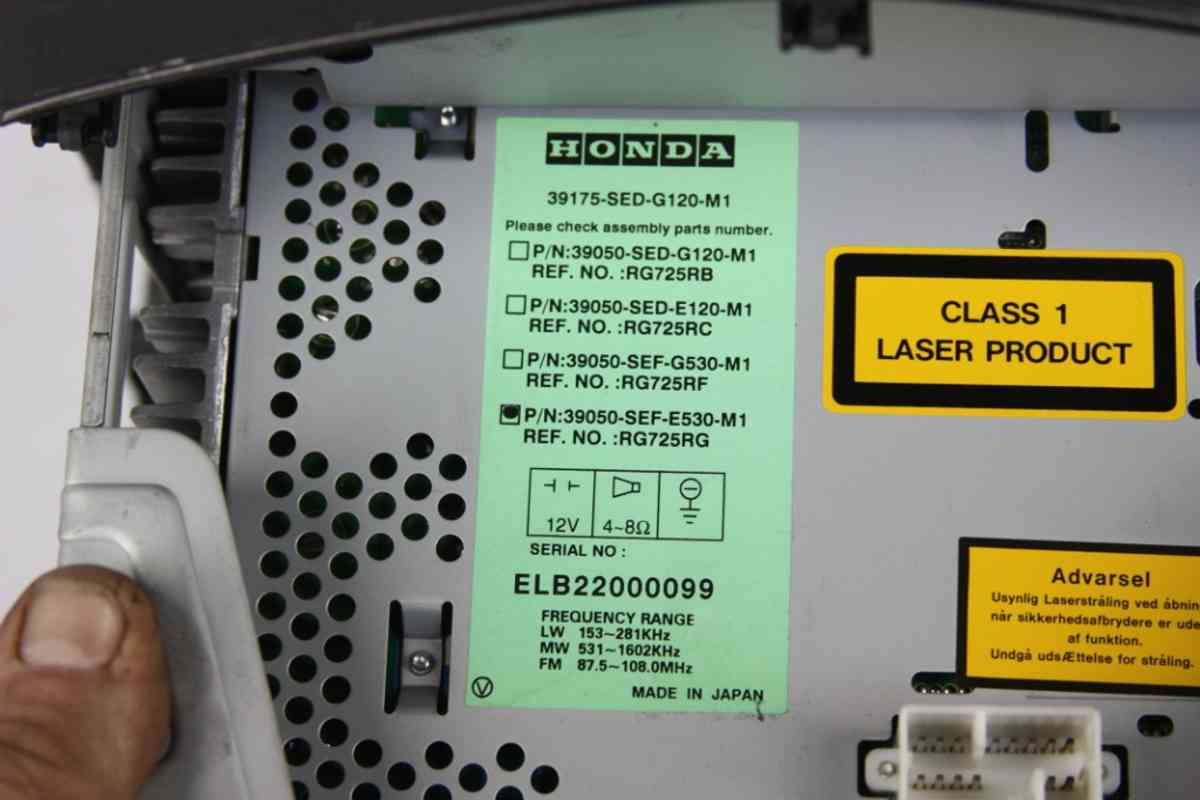 HONDA
39175-SED-G120-M1
Please check assembly parts number.
P/N:39050-SED-G120-M1
REF. NO. :RG725RB
P/N:39050-SED-E120-M1
REF. NO. :RG725RC
P/N:39050-SEF-G530-M1
REF. NO. :RG725RF
P/N:39050-SEF-E530-M1
REF. NO. :RG725RG
12V
4~8Ω
SERIAL NO :
ELB22000099
FREQUENCY RANGE
LW 153~281KHz
MW 531~1602KHz
FM 87.5~108.0MHz
V
MADE IN JAPAN
CLASS 1
LASER PRODUCT
Advarsel
Usynlig Laserstråling ved
når sikkerhedsafbrydere er
af funktion.
Undgå udsÆttelse for stråling.